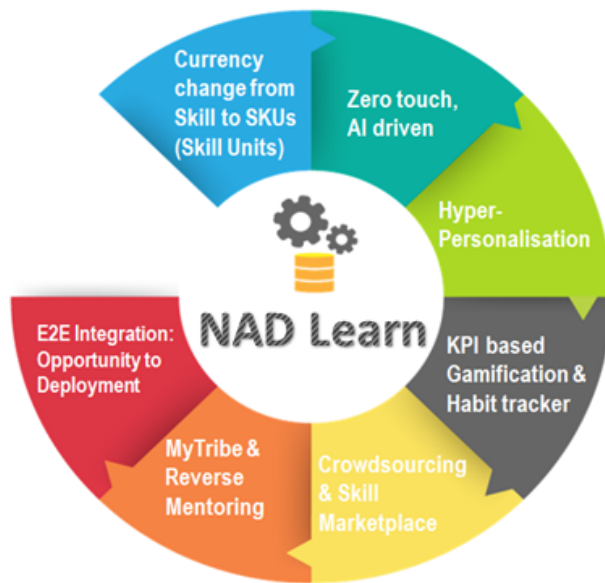 Currency
change from
Skill to SKUs
(Skill Units)
Zero touch,
AI driven
Hyper-
Personalisation
KPI based
Gamification &
Habit tracker
Crowdsourcing
& Skill
Marketplace
MyTribe &
Reverse
Mentoring
E2E Integration:
Opportunity to
Deployment
NAD Learn